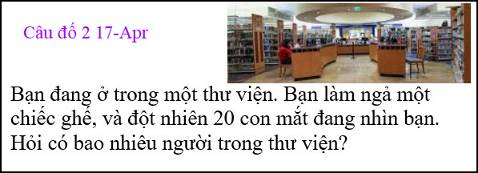 Câu đố 2 17-Apr
Bạn đang ở trong một thư viện. Bạn làm ngả một
chiếc ghế, và đột nhiên 20 con mắt đang nhìn bạn.
Hỏi có bao nhiêu người trong thư viện?